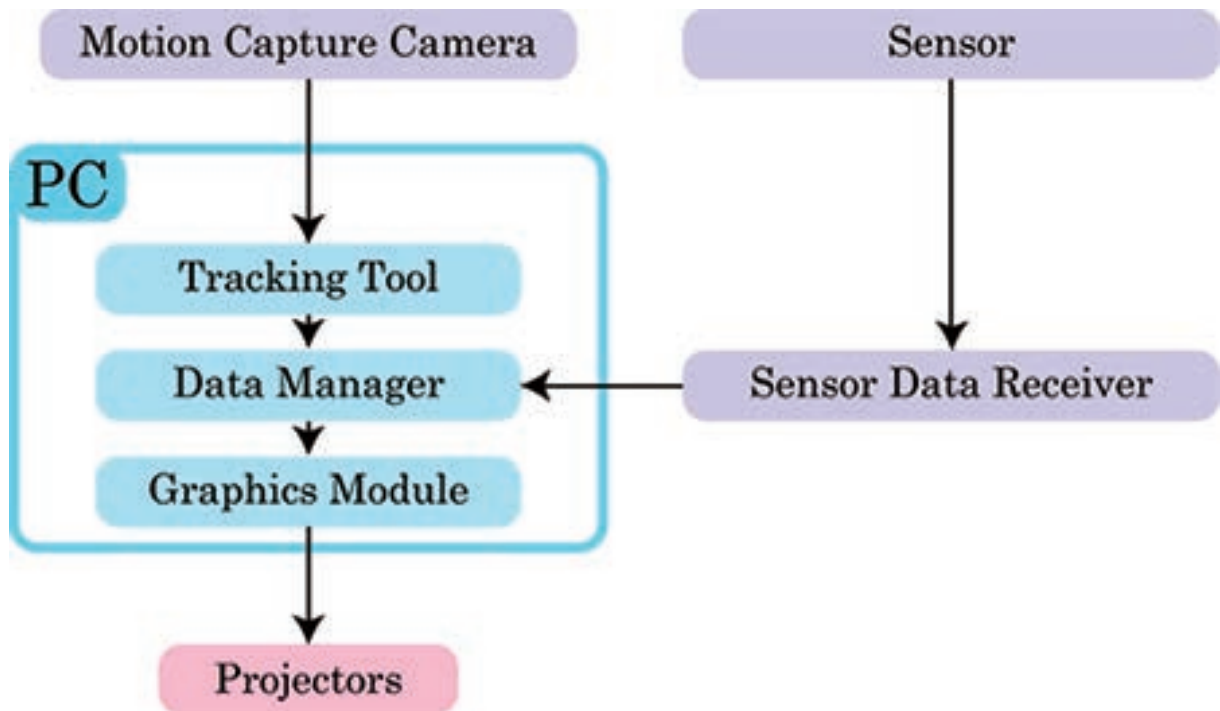 Motion Capture Camera
Sensor
PC
Tracking Tool
Data Manager
Sensor Data Receiver
Graphics Module
Projectors